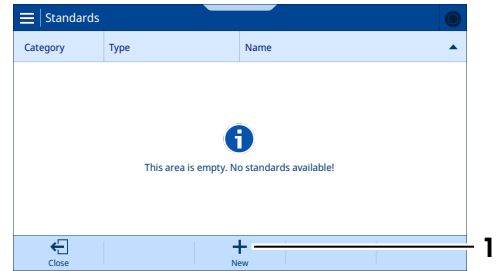 Standards
Category Type Name
This area is empty. No standards available!
Close New
1